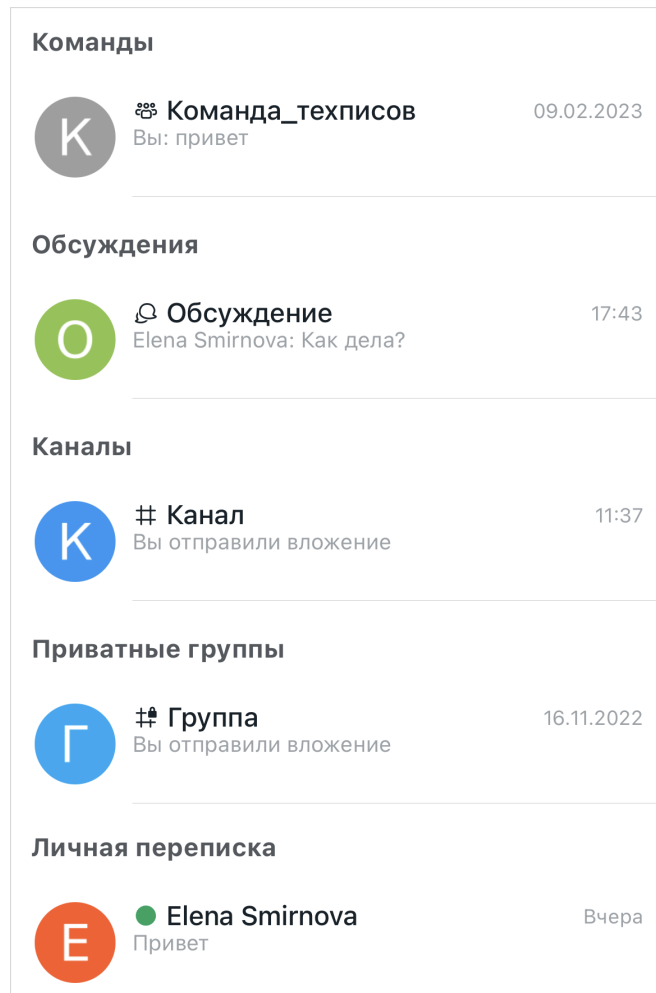 Команды
К
Команда_техписов 09.02.2023
Вы: привет
Обсуждения
О
Обсуждение 17:43
Elena Smirnova: Как дела?
Каналы
К
Канал 11:37
Вы отправили вложение
Приватные группы
Г
Группа 16.11.2022
Вы отправили вложение
Личная переписка
E
Elena Smirnova Вчера
Привет